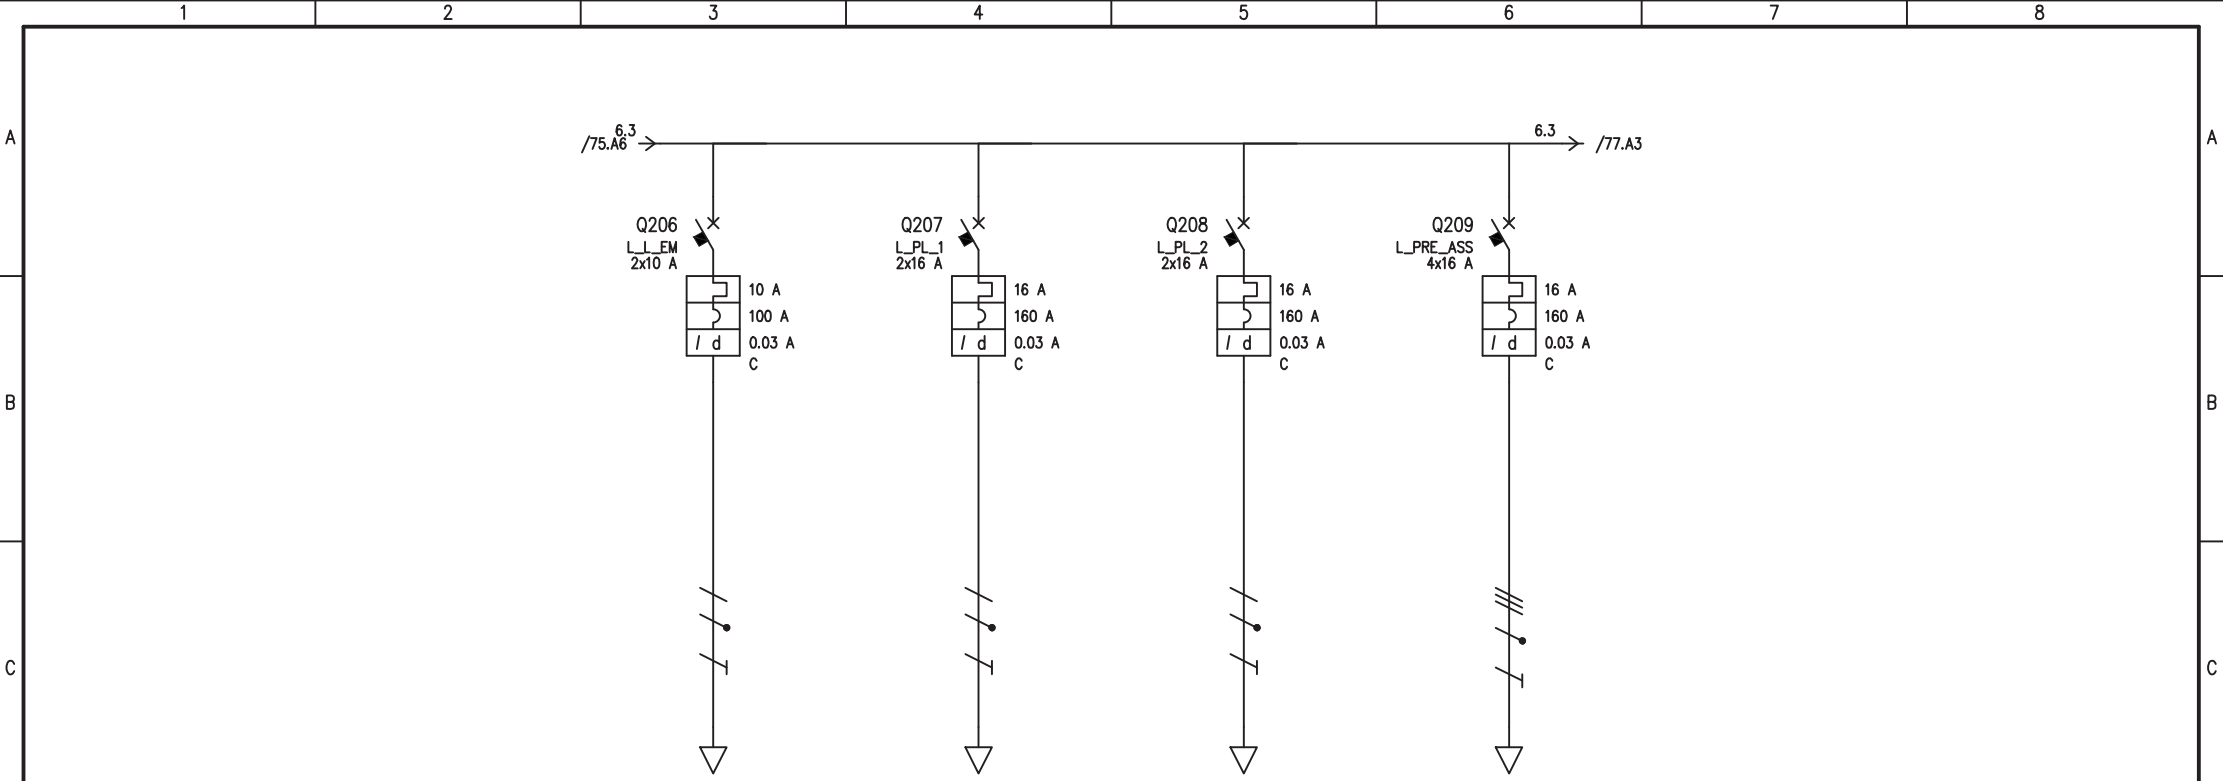 1 2 3 4 5 6 7 8
A A
6.3 6.3
/75.A6 /77.A3
Q206 Q207 Q208 Q209
L_L_EM L_PL_1 L_PL_2 L_PRE_ASS
2x10 A 2x16 A 2x16 A 4x16 A
10 A 16 A 16 A 16 A
100 A 160 A 160 A 160 A
I d 0.03 A I d 0.03 A I d 0.03 A I d 0.03 A
C C C C
B B
C C